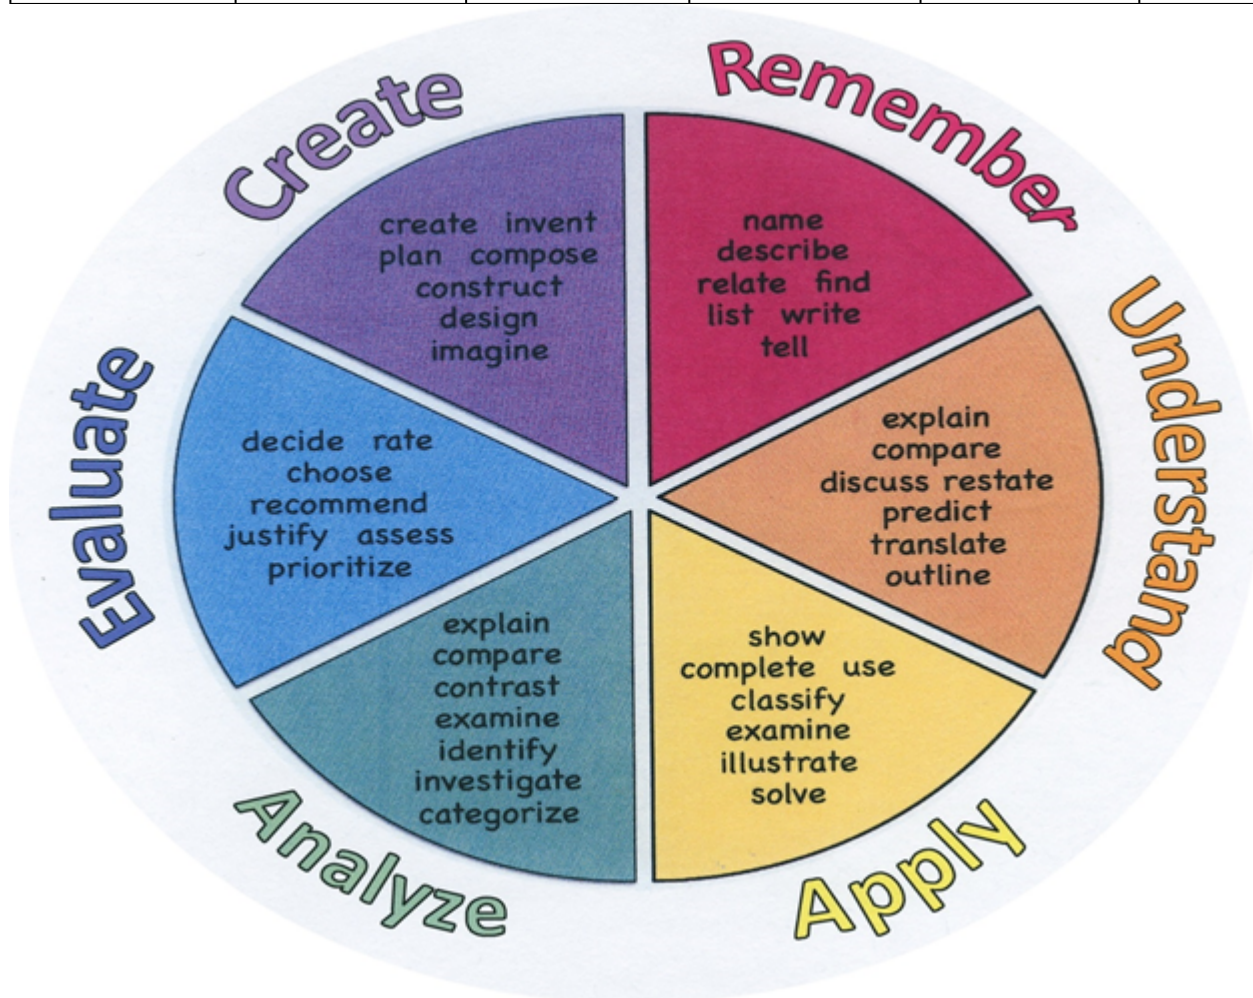 Remember
name
describe
relate find
list write
tell
Understand
explain
compare
discuss restate
predict
translate
outline
Apply
show
complete use
classify
examine
illustrate
solve
Analyze
explain
compare
contrast
examine
identify
investigate
categorize
Evaluate
decide rate
choose
recommend
justify assess
prioritize
Create
create invent
plan compose
construct
design
imagine